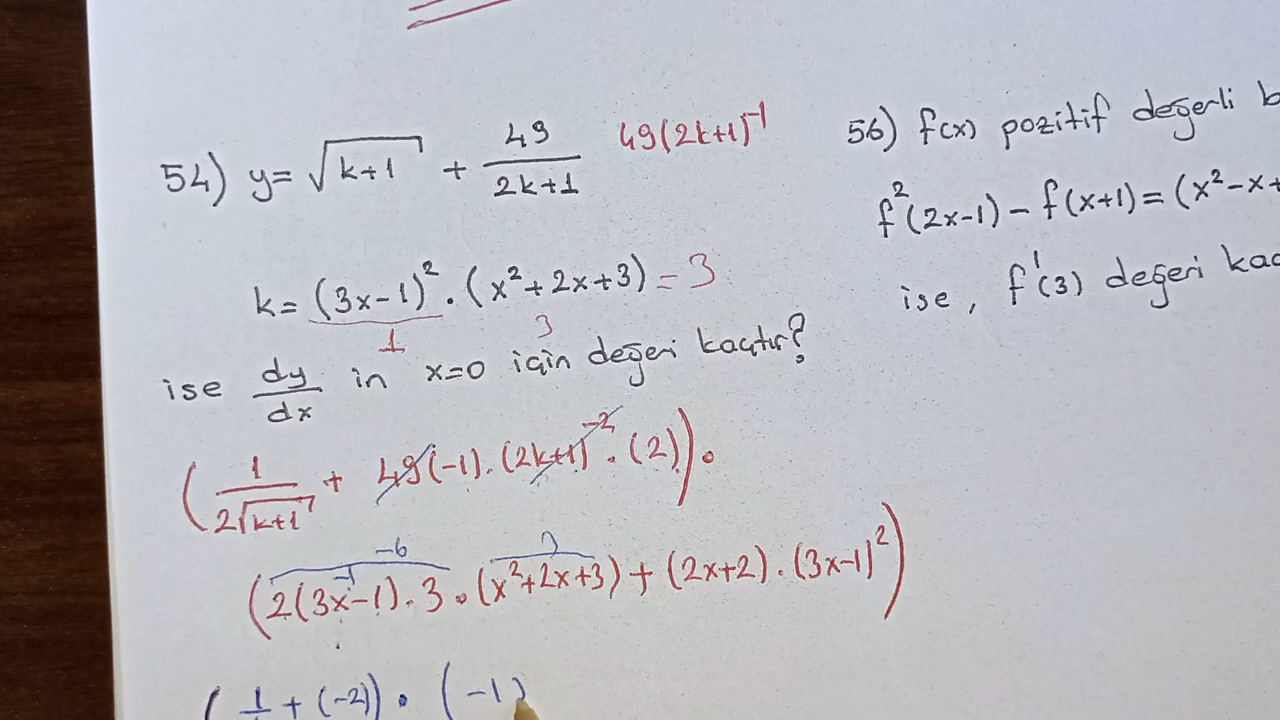 54) y = √(k+1) + 49/(2k+1) 49(2k+1)⁻¹
k = (3x-1)² . (x²+2x+3) = 3
1 3
ise dy/dx in x=0 için değeri kaçtır?
(1/(2√(k+1)) + 49(-1).(2k+1)⁻² . (2)) .
-6 3
-1
(2(3x-1).3.(x²+2x+3) + (2x+2).(3x-1)²)
+ (-2)) . (-1
56) f(x) pozitif değerli
f²(2x-1) - f(x+1) = (x²-x+
ise, f'(3) değeri